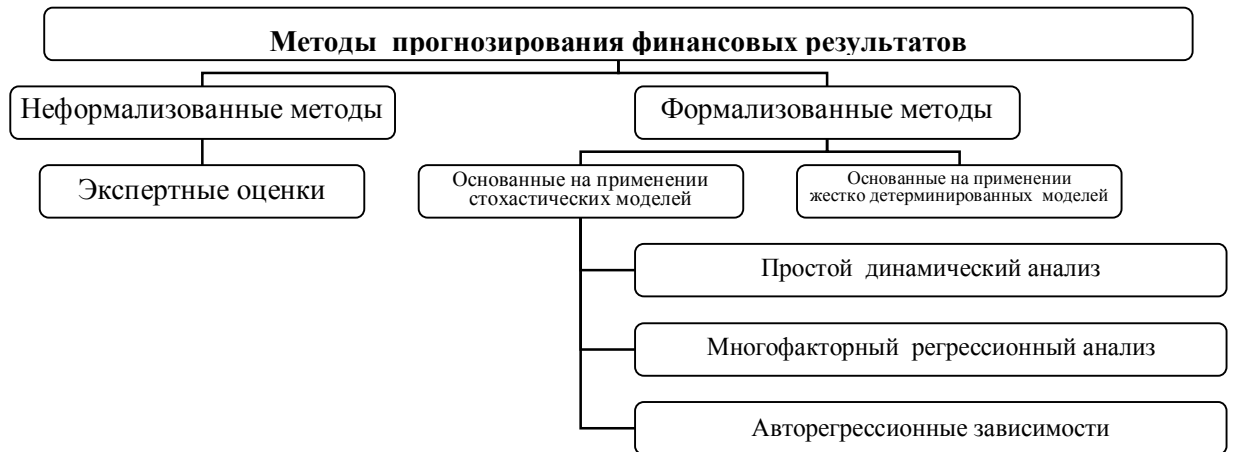 Методы прогнозирования финансовых результатов
Неформализованные методы
Формализованные методы
Экспертные оценки
Основанные на применении
стохастических моделей
Основанные на применении
жестко детерминированных моделей
Простой динамический анализ
Многофакторный регрессионный анализ
Авторегрессионные зависимости